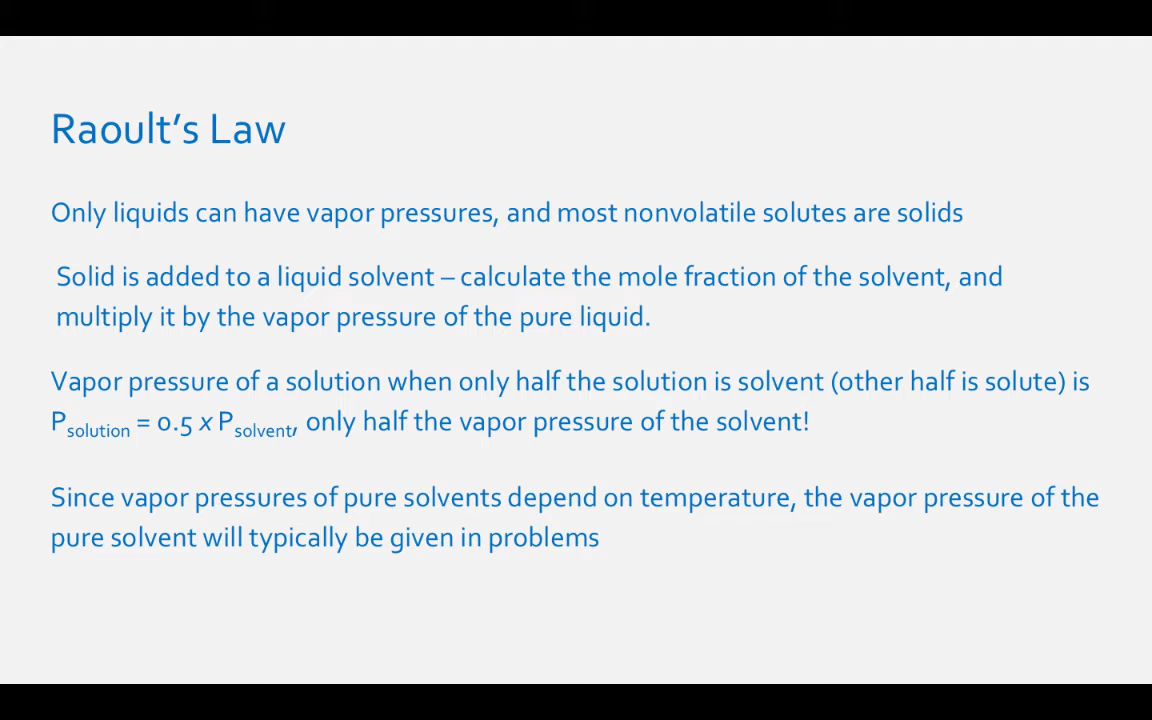 Raoult's Law
Only liquids can have vapor pressures, and most nonvolatile solutes are solids
Solid is added to a liquid solvent – calculate the mole fraction of the solvent, and
multiply it by the vapor pressure of the pure liquid.
Vapor pressure of a solution when only half the solution is solvent (other half is solute) is
Psolution = 0.5 x Psolvent, only half the vapor pressure of the solvent!
Since vapor pressures of pure solvents depend on temperature, the vapor pressure of the
pure solvent will typically be given in problems